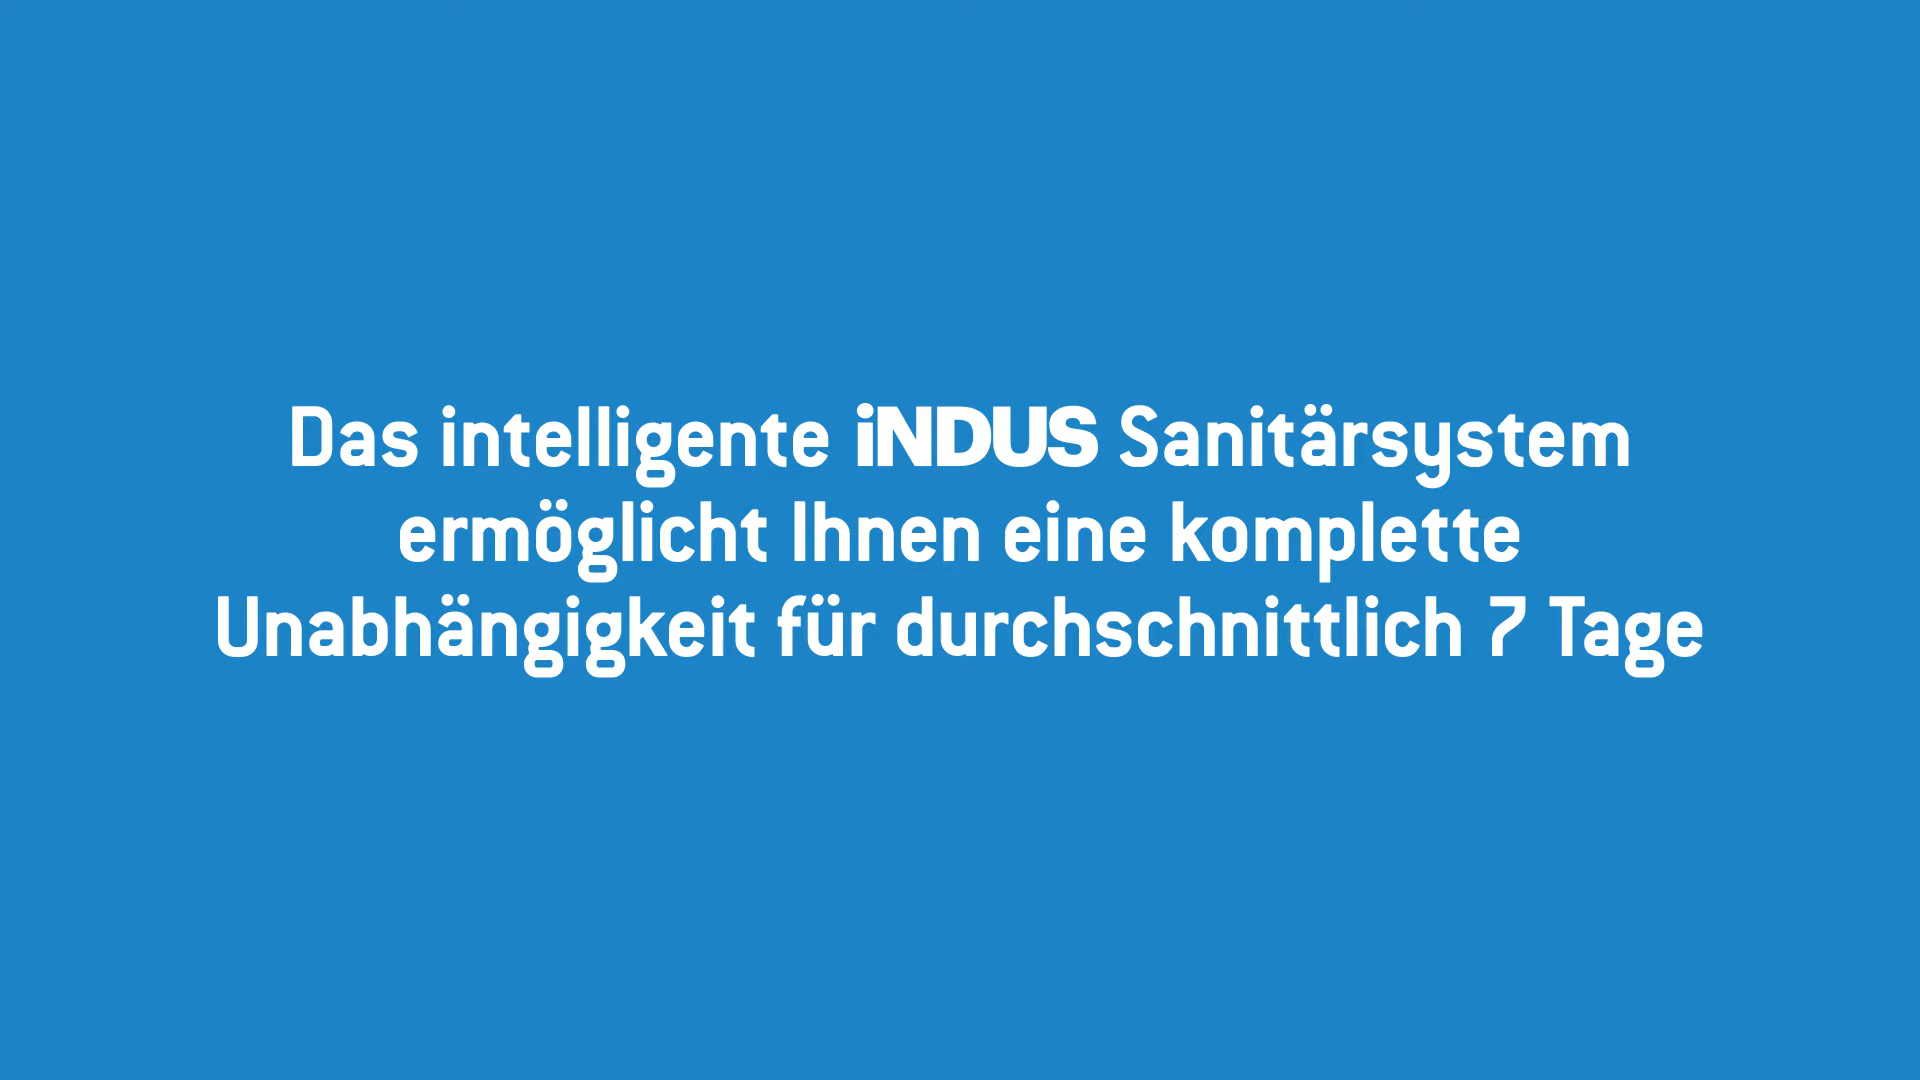 Das intelligente iNDUS Sanitärsystem
ermöglicht Ihnen eine komplette
Unabhängigkeit für durchschnittlich 7 Tage